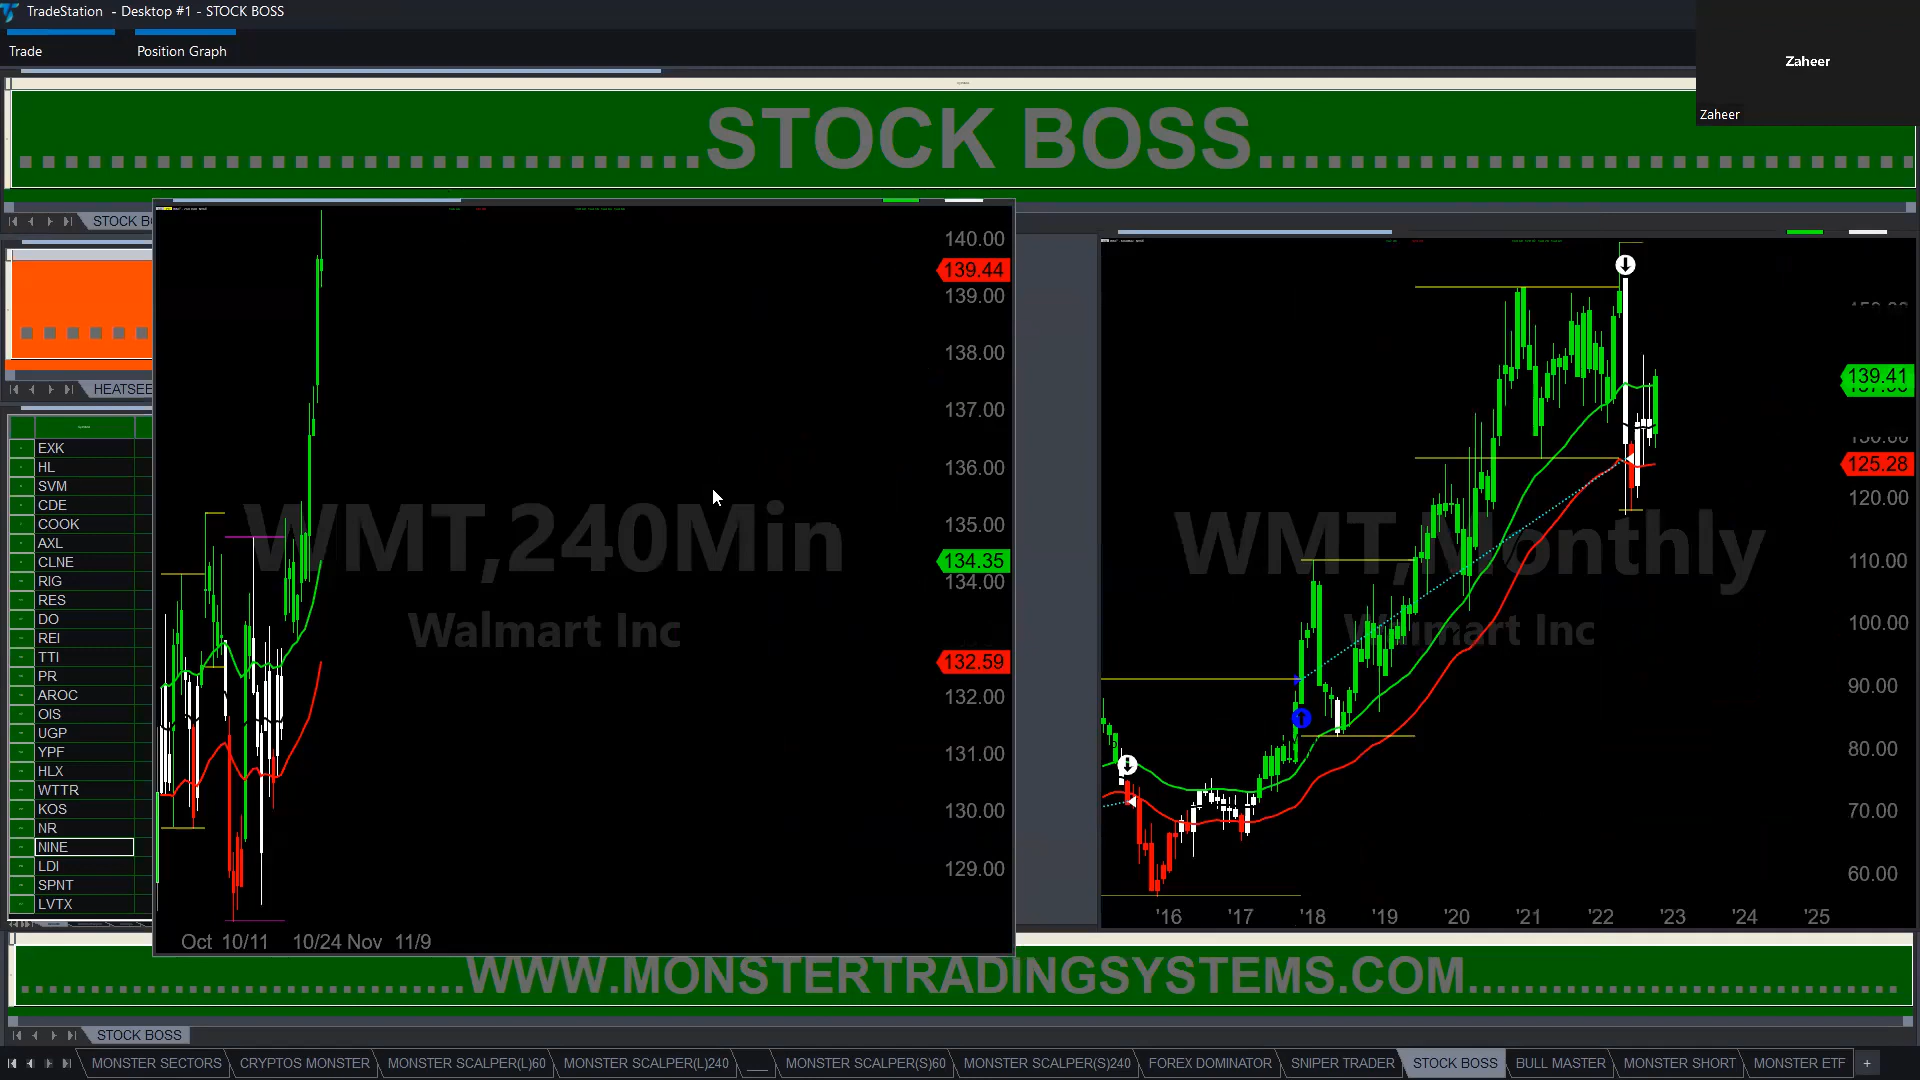 TradeStation - Desktop #1 - STOCK BOSS
Trade Position Graph
Zaheer
Zaheer
STOCK BOSS
STOCK B
HEATSEE
EXK
HL
SVM
CDE
COOK
AXL
CLNE
RIG
RES
DO
REI
TTI
PR
AROC
OIS
UGP
YPF
HLX
WTTR
KOS
NR
NINE
LDI
SPNT
LVTX
WMT,240Min
Walmart Inc
140.00
139.44
139.00
138.00
137.00
136.00
135.00
134.35
134.00
132.59
132.00
131.00
130.00
129.00
Oct 10/11 10/24 Nov 11/9
WMT,Monthly
Walmart Inc
139.41
130.00
125.28
120.00
110.00
100.00
90.00
80.00
70.00
60.00
'16 '17 '18 '19 '20 '21 '22 '23 '24 '25
WWW.MONSTERTRADINGSYSTEMS.COM
STOCK BOSS
MONSTER SECTORS CRYPTOS MONSTER MONSTER SCALPER(L)60 MONSTER SCALPER(L)240 ___ MONSTER SCALPER(S)60 MONSTER SCALPER(S)240 FOREX DOMINATOR SNIPER TRADER STOCK BOSS BULL MASTER MONSTER SHORT MONSTER ETF +